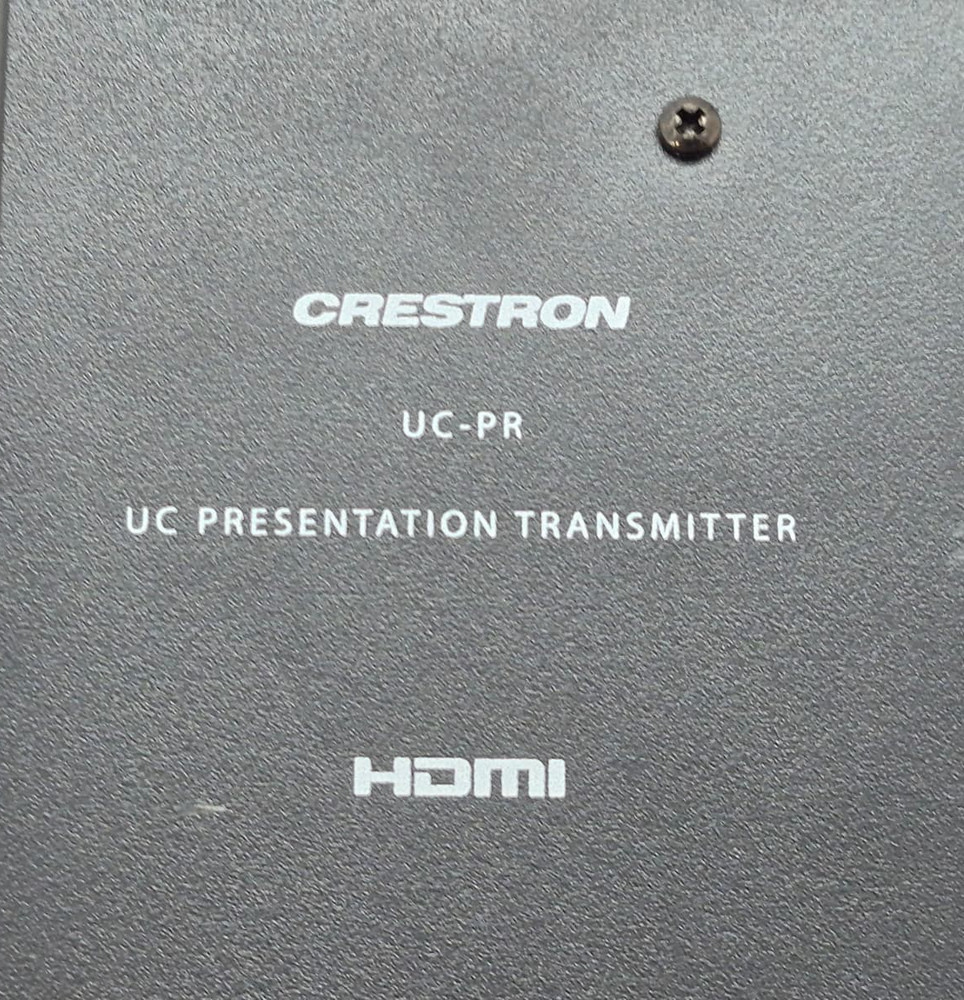 CRESTRON
UC-PR
UC PRESENTATION TRANSMITTER
HDMI